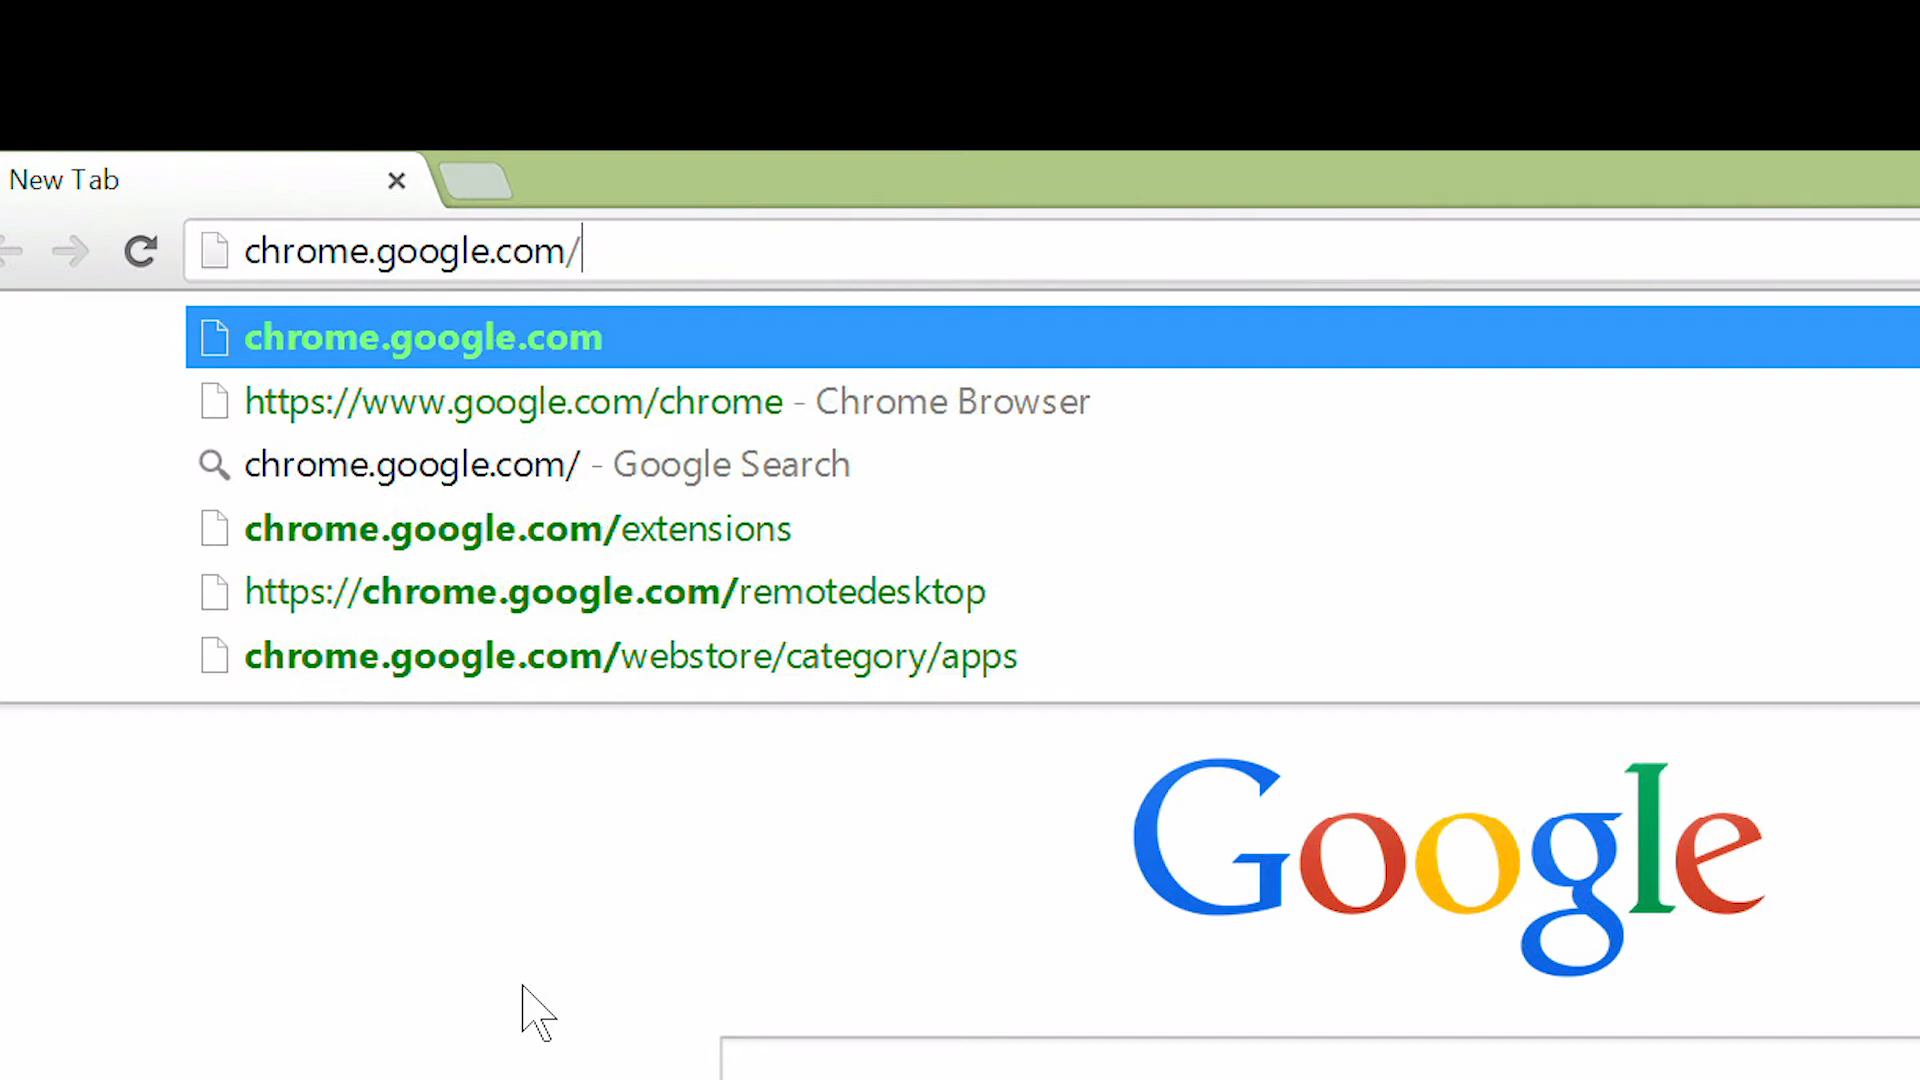 New Tab
chrome.google.com/
chrome.google.com
https://www.google.com/chrome - Chrome Browser
chrome.google.com/ - Google Search
chrome.google.com/extensions
https://chrome.google.com/remotedesktop
chrome.google.com/webstore/category/apps
Google